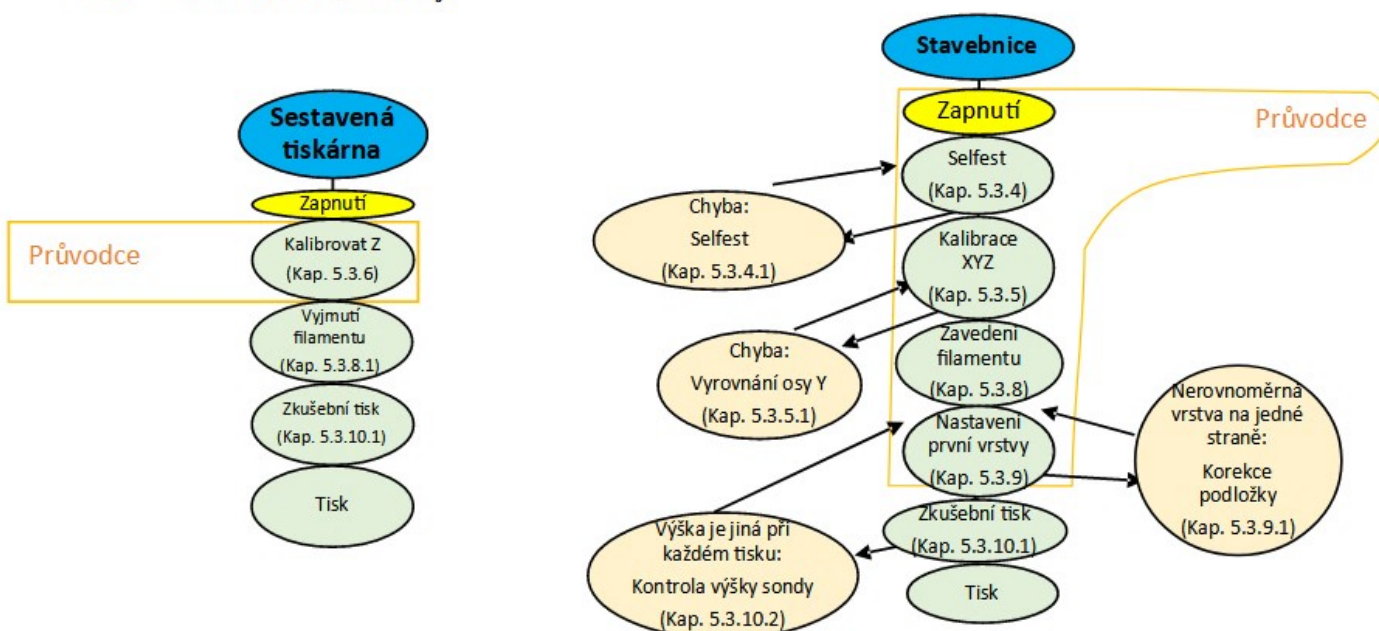 Sestavená
tiskárna
Zapnutí
Průvodce
Kalibrovat Z
(Kap. 5.3.6)
Vyjmutí
filamentu
(Kap. 5.3.8.1)
Zkušební tisk
(Kap. 5.3.10.1)
Tisk
Stavebnice
Zapnutí
Průvodce
Selfest
(Kap. 5.3.4)
Chyba:
Selfest
(Kap. 5.3.4.1)
Kalibrace
XYZ
(Kap. 5.3.5)
Chyba:
Vyrovnání osy Y
(Kap. 5.3.5.1)
Zavedeni
filamentu
(Kap. 5.3.8)
Nastaveni
první vrstvy
(Kap. 5.3.9)
Nerovnoměrná
vrstva na jedné
straně:
Korekce
podložky
(Kap. 5.3.9.1)
Zkušební tisk
(Kap. 5.3.10.1)
Výška je jiná při
každém tisku:
Kontrola výšky sondy
(Kap. 5.3.10.2)
Tisk